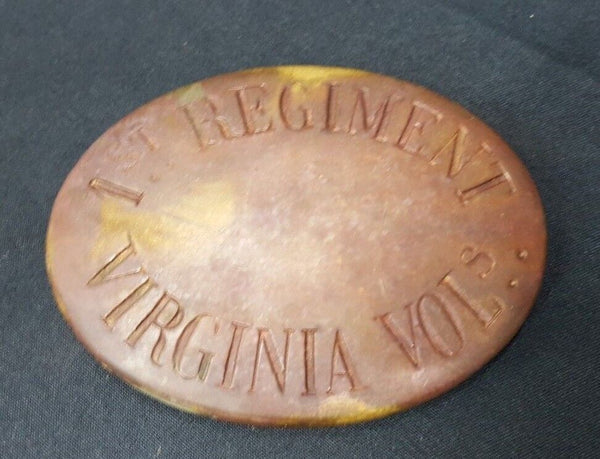 1ST. REGIMENT
VIRGINIA VOLS..